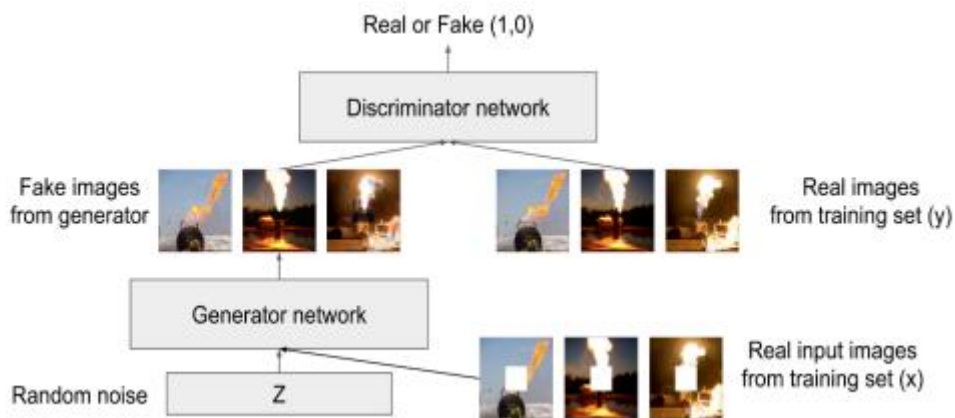 Real or Fake (1,0)
Discriminator network
Fake images
from generator
Real images
from training set (y)
Generator network
Real input images
from training set (x)
Random noise
Z